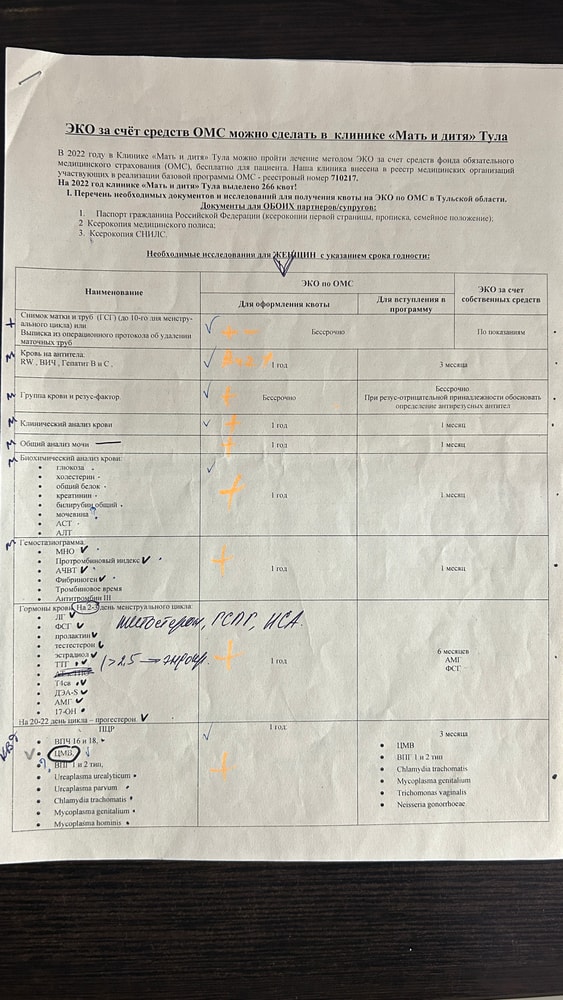 ЭКО за счёт средств ОМС можно сделать в клинике «Мать и дитя» Тула
В 2022 году в Клинике «Мать и дитя» Тула можно пройти лечение методом ЭКО за счет средств фонда обязательного
медицинского страхования (ОМС), бесплатно для пациента. Наша клиника внесена в реестр медицинских организаций
участвующих в реализации базовой программы ОМС - реестровый номер 710217.
На 2022 год клинике «Мать и дитя» Тула выделено 266 квот!
I. Перечень необходимых документов и исследований для получения квоты на ЭКО по ОМС в Тульской области.
Документы для ОБОИХ партнеров/супругов:
1. Паспорт гражданина Российской Федерации (ксерокопии первой страницы, прописка, семейное положение);
2 Ксерокопия медицинского полиса;
3. Ксерокопия СНИЛС.
Необходимые исследования для ЖЕНЩИН с указанием срока годности:
Наименование
ЭКО по ОМС
ЭКО за счет
собственных средств
Для оформления квоты
Для вступления в
программу
Снимок матки и труб (ГСГ) (до 10-го дня менстру-
ального цикла) или
Выписка из операционного протокола об удалении
маточных труб
Бессрочно
По показаниям
Кровь на антитела.
RW , ВИЧ , Гепатит В и С .
1 год
3 месяца
Группа крови и резус-фактор.
Бессрочно
Бессрочно
При резус-отрицательной принадлежности обосновать
определение антирезусных антител
Клинический анализ крови
1 год
1 месяц
Общий анализ мочи
1 год
1 месяц
Биохимический анализ крови:
• глюкоза
• холестерин
• общий белок
• креатинин
• билирубин общий
• мочевина
• АСТ
• АЛТ
1 год
1 месяц
Гемостазиограмма:
• МНО
• Протромбиновый индекс
• АЧВТ
• Фибриноген
• Тромбиновое время
• Антитромбин III
1 год
1 месяц
Гормоны крови На 2-3 день менструального цикла:
• ЛГ
• ФСГ
• пролактин
• тестестерон
• эстрадиол
• ТТГ
• Т4св
• ДЭА-S
• АМГ
• 17-ОН
На 20-22 день цикла – прогестерон.
ГСПГ, ИСА.
>2,5
1 год
6 месяцев
АМГ
ФСГ
ПЦР
• ВПЧ 16 и 18,
• ЦМВ,
• ВПГ 1 и 2 тип,
• Ureaplasma urealyticum
• Ureaplasma parvum
• Chlamydia trachomatis
• Mycoplasma genitalium
• Mycoplasma hominis
1 год
3 месяца
• ЦМВ
• ВПГ 1 и 2 тип
• Chlamydia trachomatis
• Mycoplasma genitalium
• Trichomonas vaginalis
• Neisseria gonorrhoeae